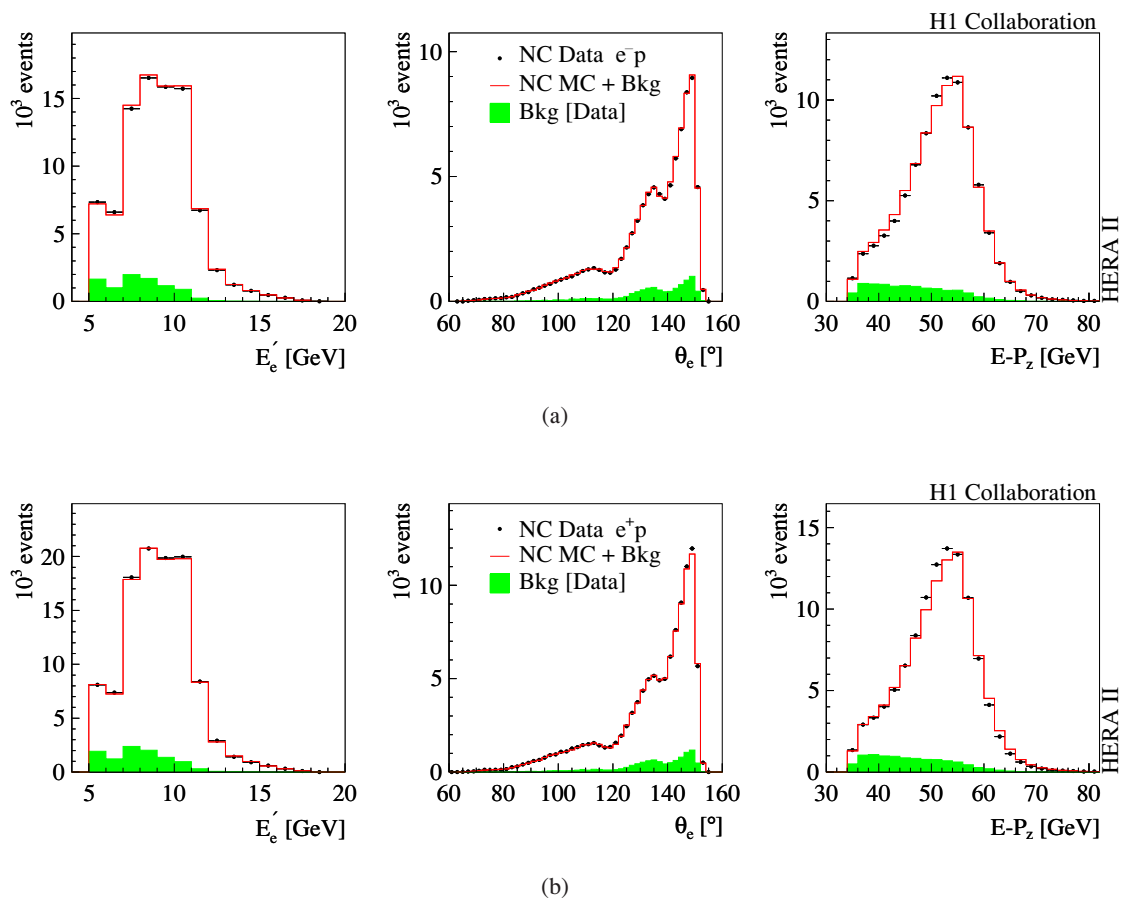 H1 Collaboration
10³ events
15
10
5
0
5
10
15
20
E′e [GeV]
10³ events
10
5
0
NC Data e⁻p
NC MC + Bkg
Bkg [Data]
60
80
100
120
140
160
θe [°]
10³ events
10
5
0
30
40
50
60
70
80
E-Pz [GeV]
HERA II
(a)
H1 Collaboration
10³ events
20
15
10
5
0
5
10
15
20
E′e [GeV]
10³ events
10
5
0
NC Data e⁺p
NC MC + Bkg
Bkg [Data]
60
80
100
120
140
160
θe [°]
10³ events
15
10
5
0
30
40
50
60
70
80
E-Pz [GeV]
HERA II
(b)